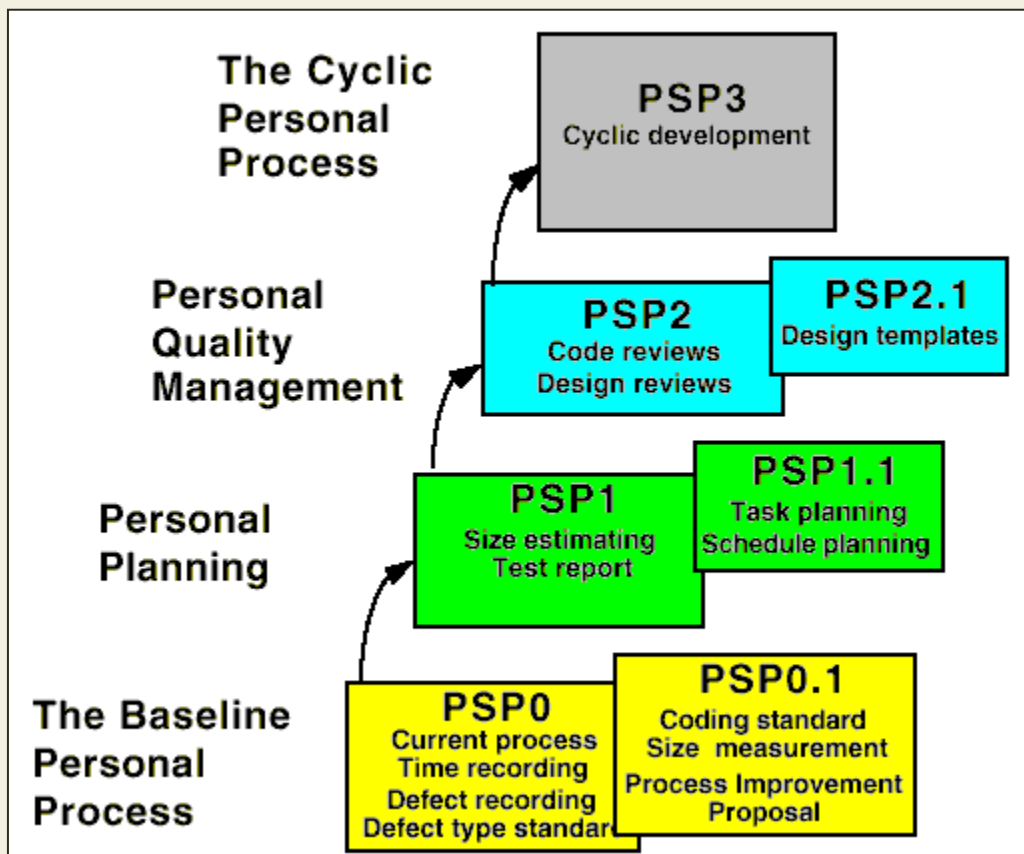 The Cyclic
Personal
Process
PSP3
Cyclic development
Personal
Quality
Management
PSP2
Code reviews
Design reviews
PSP2.1
Design templates
Personal
Planning
PSP1
Size estimating
Test report
PSP1.1
Task planning
Schedule planning
The Baseline
Personal
Process
PSP0
Current process
Time recording
Defect recording
Defect type standard
PSP0.1
Coding standard
Size measurement
Process Improvement
Proposal